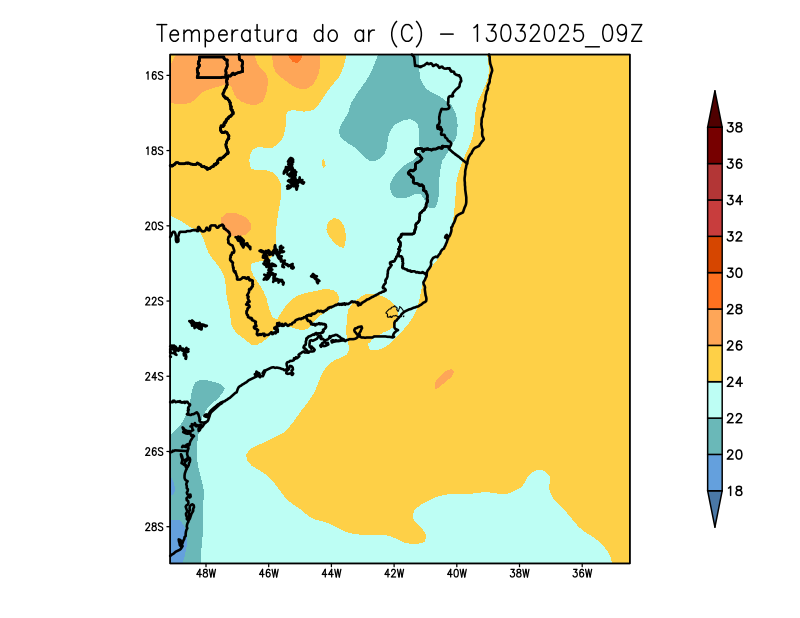 Temperatura do ar (C) – 13032025_09Z
16S
18S
20S
22S
24S
26S
28S
48W 46W 44W 42W 40W 38W 36W
38
36
34
32
30
28
26
24
22
20
18